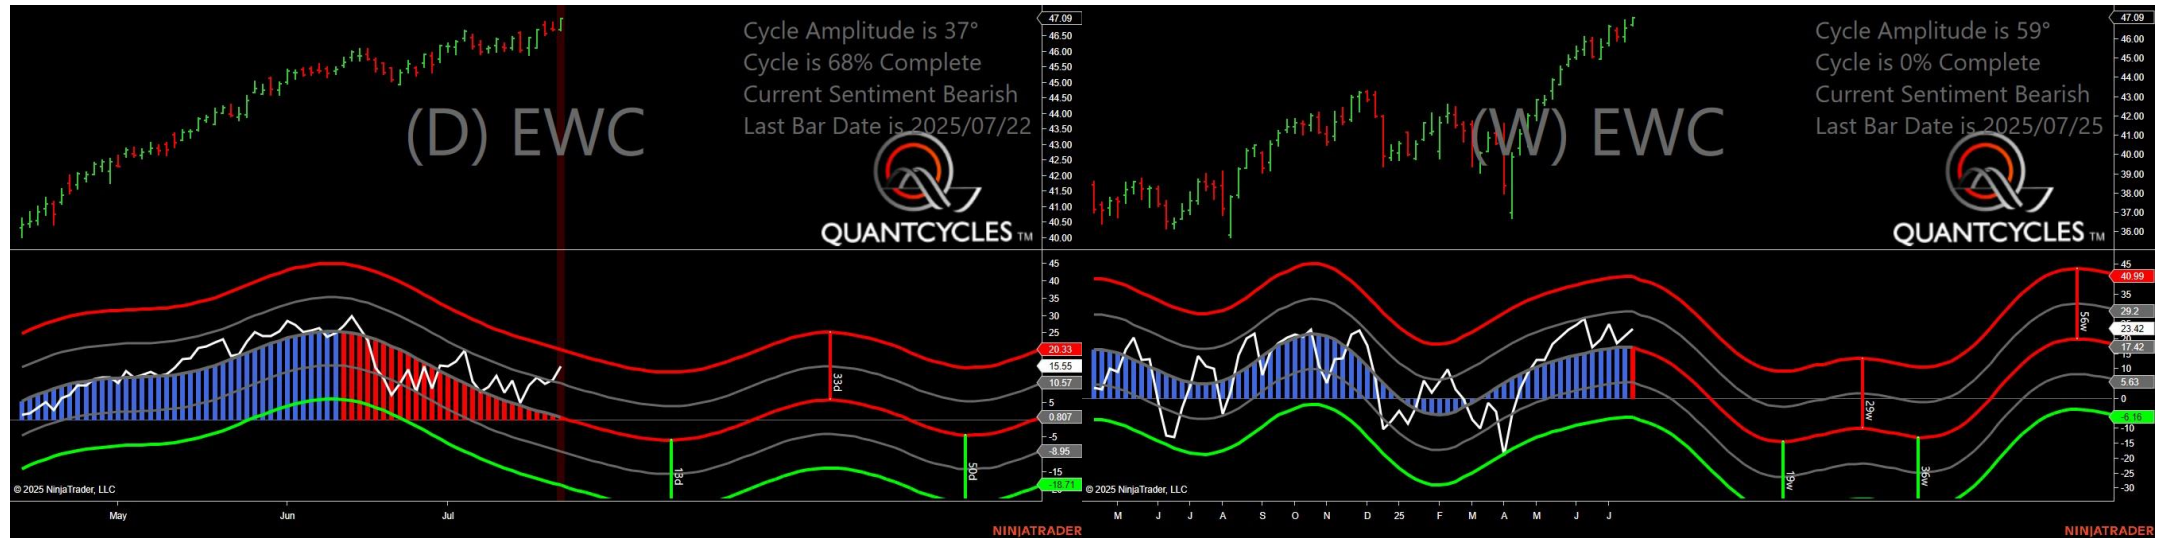 Cycle Amplitude is 37°
Cycle is 68% Complete
Current Sentiment Bearish
Last Bar Date is 2025/07/22
(D) EWC
QUANTCYCLES TM
47.09
46.50
46.00
45.50
45.00
44.50
44.00
43.50
43.00
42.50
42.00
41.50
41.00
40.50
40.00
45
40
35
30
25
20.33
15.55
10.57
5
0.807
-5
-8.95
-15
-18.71
13d
33d
50d
© 2025 NinjaTrader, LLC
May
Jun
Jul
NINJATRADER
Cycle Amplitude is 59°
Cycle is 0% Complete
Current Sentiment Bearish
Last Bar Date is 2025/07/25
(W) EWC
QUANTCYCLES TM
47.09
46.00
45.00
44.00
43.00
42.00
41.00
40.00
39.00
38.00
37.00
36.00
45
40.99
35
29.2
23.42
17.42
10
5.63
0
-6.16
-10
-15
-20
-25
-30
19w
29w
36w
56w
© 2025 NinjaTrader, LLC
M
J
J
A
S
O
N
D
25
F
M
A
M
J
J
NINJATRADER